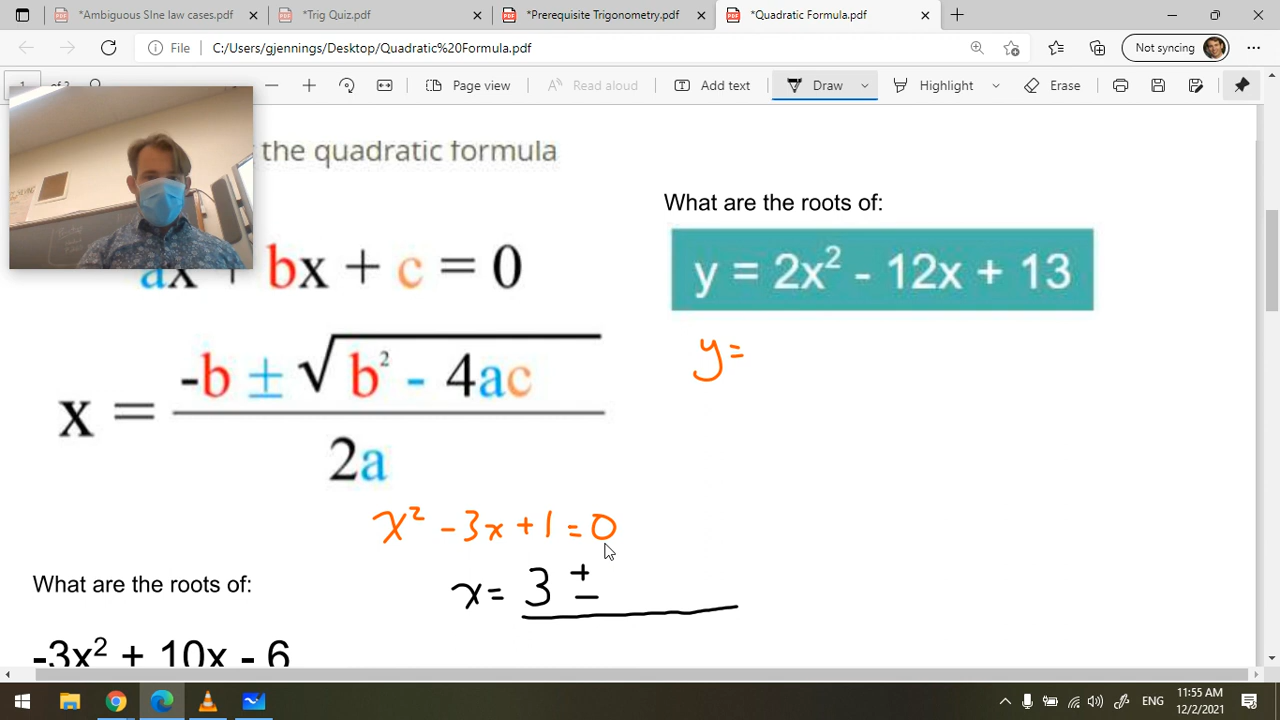 *Ambiguous SIne law cases.pdf
*Trig Quiz.pdf
*Prerequisite Trigonometry.pdf
*Quadratic Formula.pdf
File
C:/Users/gjennings/Desktop/Quadratic%20Formula.pdf
Not syncing
Page view
Read aloud
Add text
Draw
Highlight
Erase
the quadratic formula
bx + c = 0
x = -b ± √b² - 4ac / 2a
x² - 3x + 1 = 0
x = 3 ±
What are the roots of:
-3x² + 10x - 6
What are the roots of:
y = 2x² - 12x + 13
y =
ENG
11:55 AM
12/2/2021